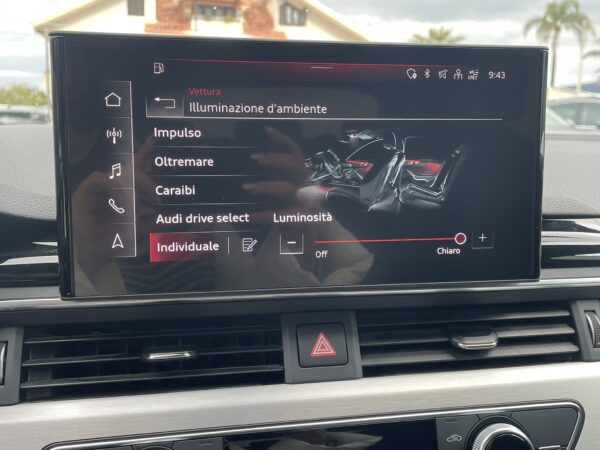 9:43
Vettura
Illuminazione d'ambiente
Impulso
Oltremare
Caraibi
Audi drive select
Luminosità
Individuale
Off
Chiaro